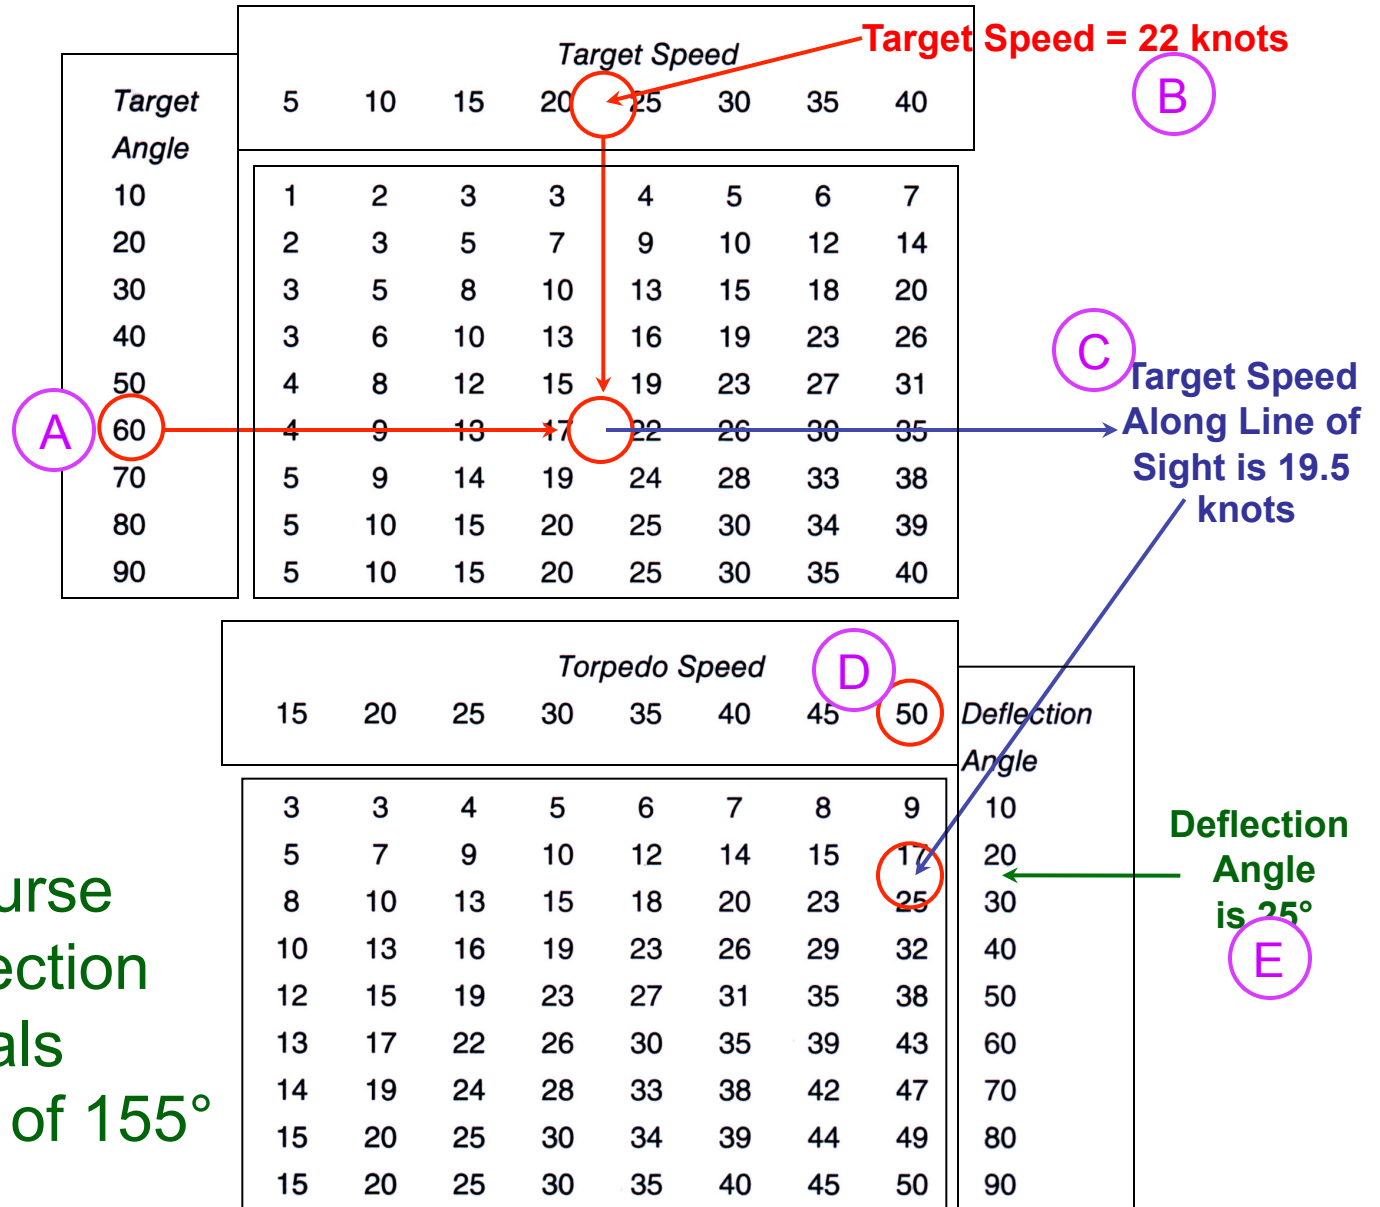 Target Speed = 22 knots
B
Target Speed
Target 5 10 15 20 25 30 35 40
Angle
10 1 2 3 3 4 5 6 7
20 2 3 5 7 9 10 12 14
30 3 5 8 10 13 15 18 20
40 3 6 10 13 16 19 23 26
50 4 8 12 15 19 23 27 31
A
60 4 9 13 17 22 26 30 35
70 5 9 14 19 24 28 33 38
80 5 10 15 20 25 30 34 39
90 5 10 15 20 25 30 35 40
C
Target Speed
Along Line of
Sight is 19.5
knots
Torpedo Speed
D
15 20 25 30 35 40 45 50 Deflection
Angle
3 3 4 5 6 7 8 9 10
5 7 9 10 12 14 15 17 20
8 10 13 15 18 20 23 25 30
10 13 16 19 23 26 29 32 40
12 15 19 23 27 31 35 38 50
13 17 22 26 30 35 39 43 60
14 19 24 28 33 38 42 47 70
15 20 25 30 34 39 44 49 80
15 20 25 30 35 40 45 50 90
Deflection
Angle
is 25°
E
urse
ection
als
of 155°